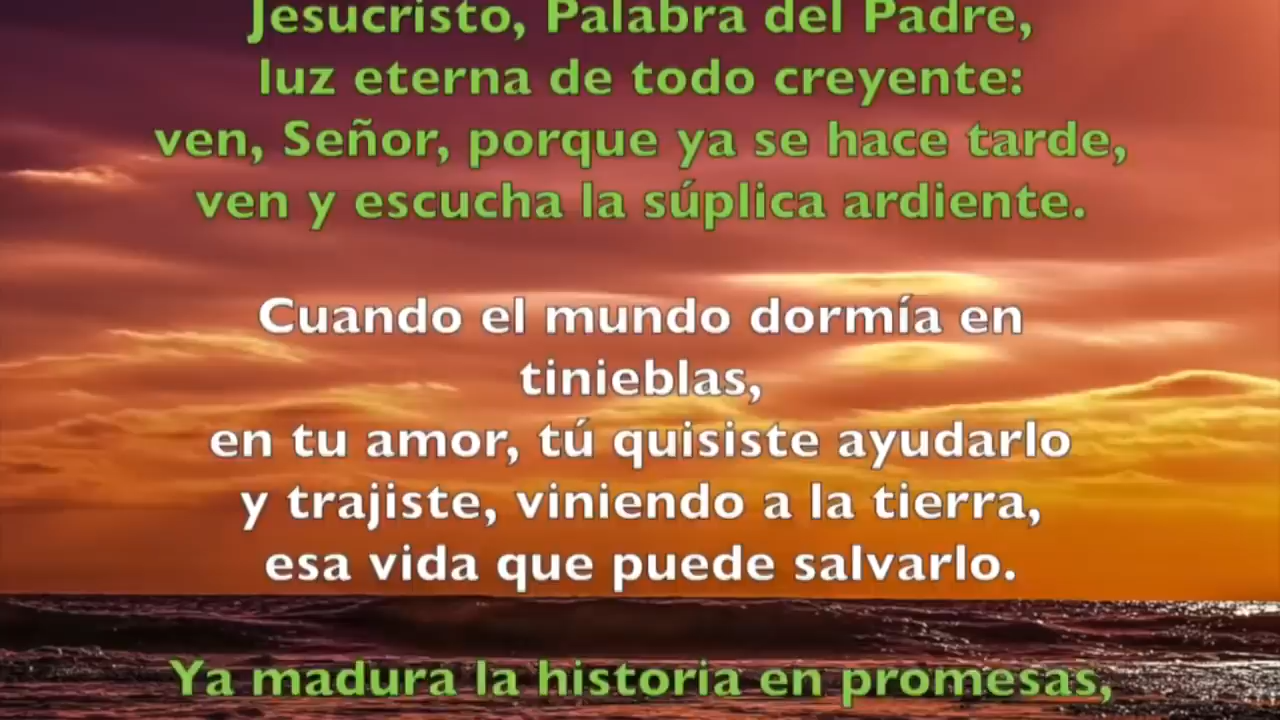 Jesucristo, Palabra del Padre,
luz eterna de todo creyente:
ven, Señor, porque ya se hace tarde,
ven y escucha la súplica ardiente.
Cuando el mundo dormía en
tinieblas,
en tu amor, tú quisiste ayudarlo
y trajiste, viniendo a la tierra,
esa vida que puede salvarlo.
Ya madura la historia en promesas,